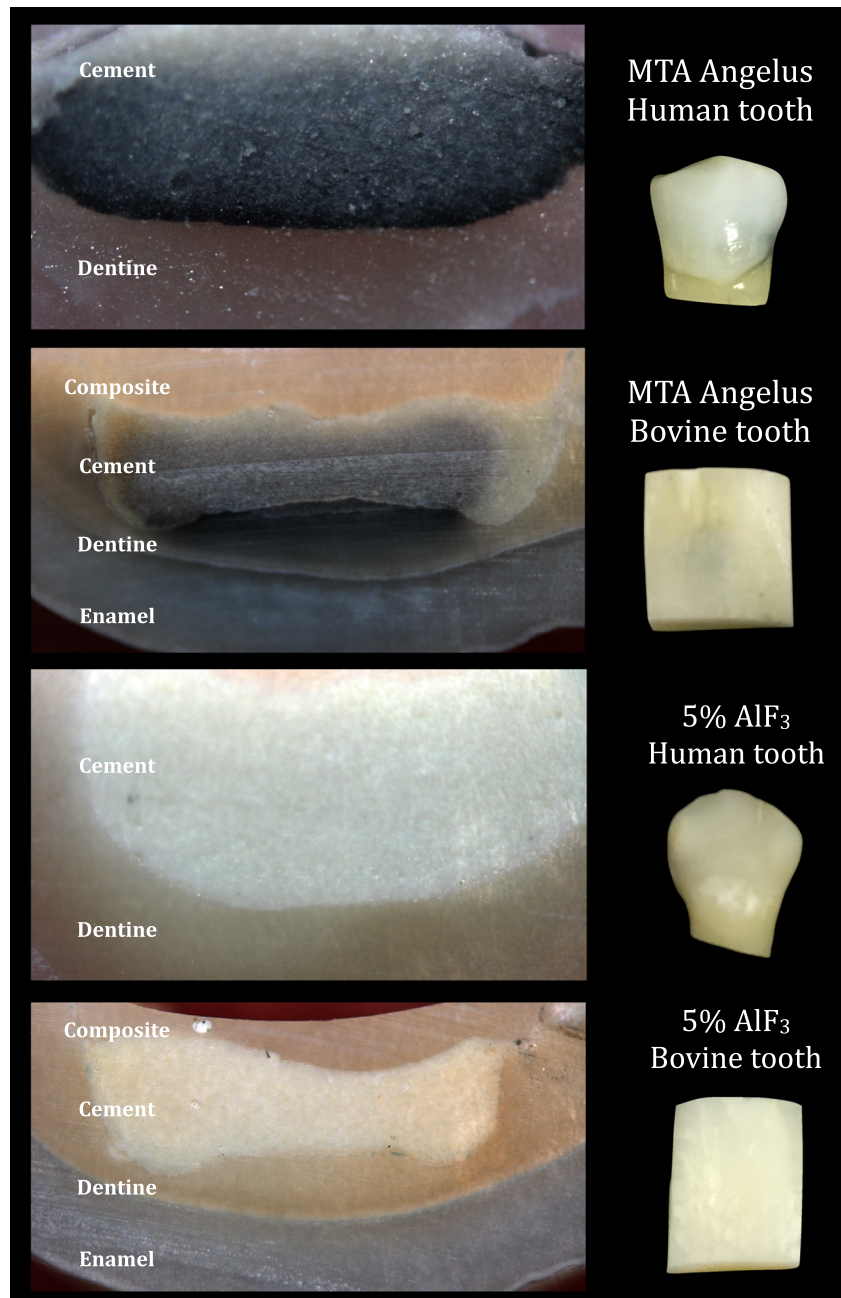 Cement
Dentine
MTA Angelus
Human tooth
Composite
Cement
Dentine
Enamel
MTA Angelus
Bovine tooth
Cement
Dentine
5% AlF₃
Human tooth
Composite
Cement
Dentine
Enamel
5% AlF₃
Bovine tooth